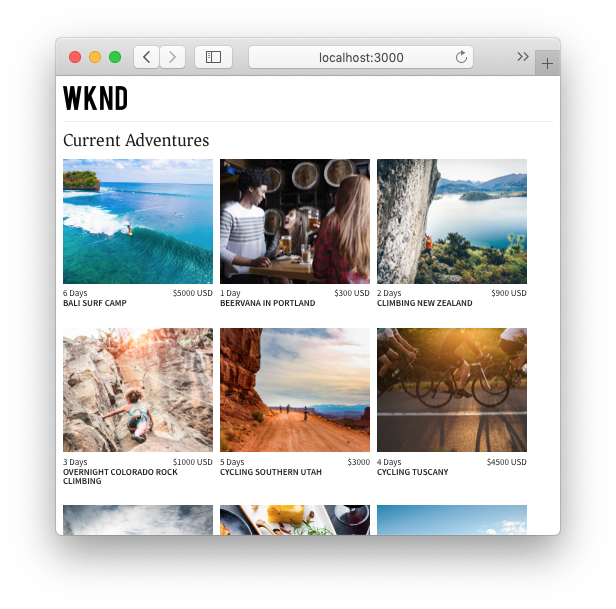 localhost:3000
WKND
Current Adventures
6 Days $5000 USD
BALI SURF CAMP
1 Day $300 USD
BEERVANA IN PORTLAND
2 Days $900 USD
CLIMBING NEW ZEALAND
3 Days $1000 USD
OVERNIGHT COLORADO ROCK
CLIMBING
5 Days $3000
CYCLING SOUTHERN UTAH
4 Days $4500 USD
CYCLING TUSCANY